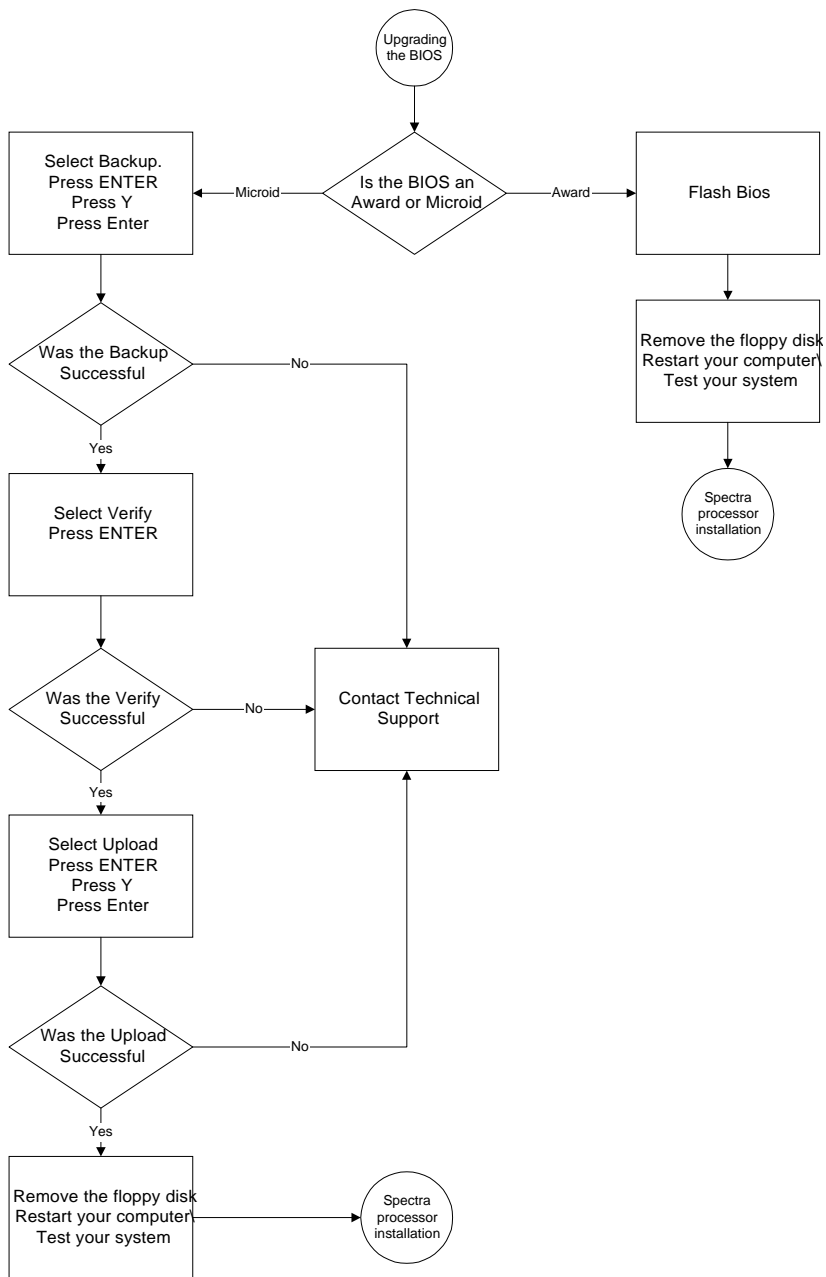 Upgrading
the BIOS
Select Backup.
Press ENTER
Press Y
Press Enter
Microid
Is the BIOS an
Award or Microid
Award
Flash Bios
Was the Backup
Successful
No
Remove the floppy disk
Restart your computer\
Test your system
Yes
Select Verify
Press ENTER
Spectra
processor
installation
Was the Verify
Successful
No
Contact Technical
Support
Yes
Select Upload
Press ENTER
Press Y
Press Enter
Was the Upload
Successful
No
Yes
Remove the floppy disk
Restart your computer\
Test your system
Spectra
processor
installation